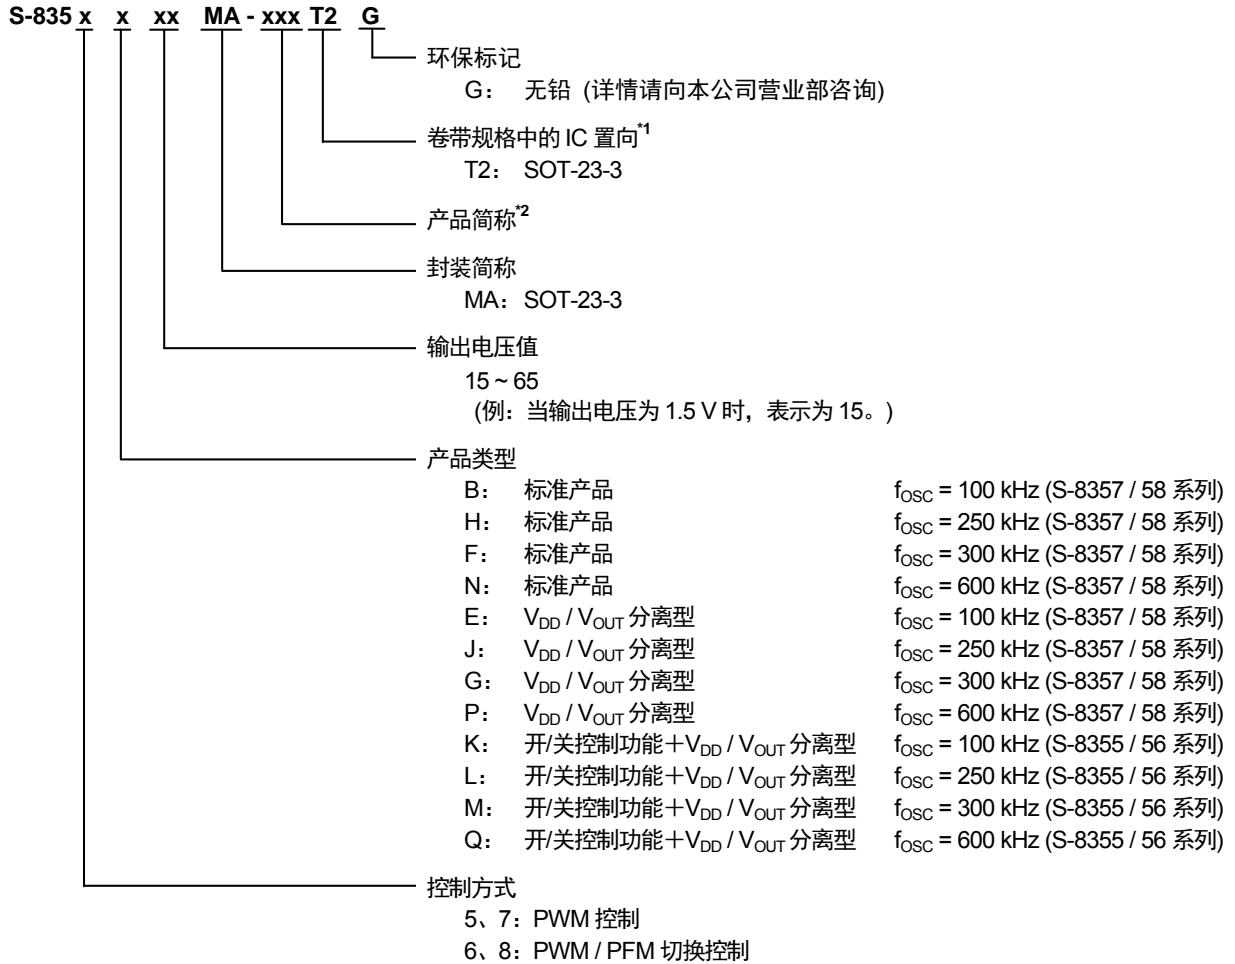 S-835 x x xx MA - xxx T2 G
环保标记
G： 无铅 (详情请向本公司营业部咨询)
卷带规格中的 IC 置向*1
T2： SOT-23-3
产品简称*2
封装简称
MA： SOT-23-3
输出电压值
15 ~ 65
(例：当输出电压为 1.5 V 时，表示为 15。)
产品类型
B： 标准产品 fOSC = 100 kHz (S-8357 / 58 系列)
H： 标准产品 fOSC = 250 kHz (S-8357 / 58 系列)
F： 标准产品 fOSC = 300 kHz (S-8357 / 58 系列)
N： 标准产品 fOSC = 600 kHz (S-8357 / 58 系列)
E： VDD / VOUT 分离型 fOSC = 100 kHz (S-8357 / 58 系列)
J： VDD / VOUT 分离型 fOSC = 250 kHz (S-8357 / 58 系列)
G： VDD / VOUT 分离型 fOSC = 300 kHz (S-8357 / 58 系列)
P： VDD / VOUT 分离型 fOSC = 600 kHz (S-8357 / 58 系列)
K： 开/关控制功能＋VDD / VOUT 分离型 fOSC = 100 kHz (S-8355 / 56 系列)
L： 开/关控制功能＋VDD / VOUT 分离型 fOSC = 250 kHz (S-8355 / 56 系列)
M： 开/关控制功能＋VDD / VOUT 分离型 fOSC = 300 kHz (S-8355 / 56 系列)
Q： 开/关控制功能＋VDD / VOUT 分离型 fOSC = 600 kHz (S-8355 / 56 系列)
控制方式
5、7：PWM 控制
6、8：PWM / PFM 切换控制